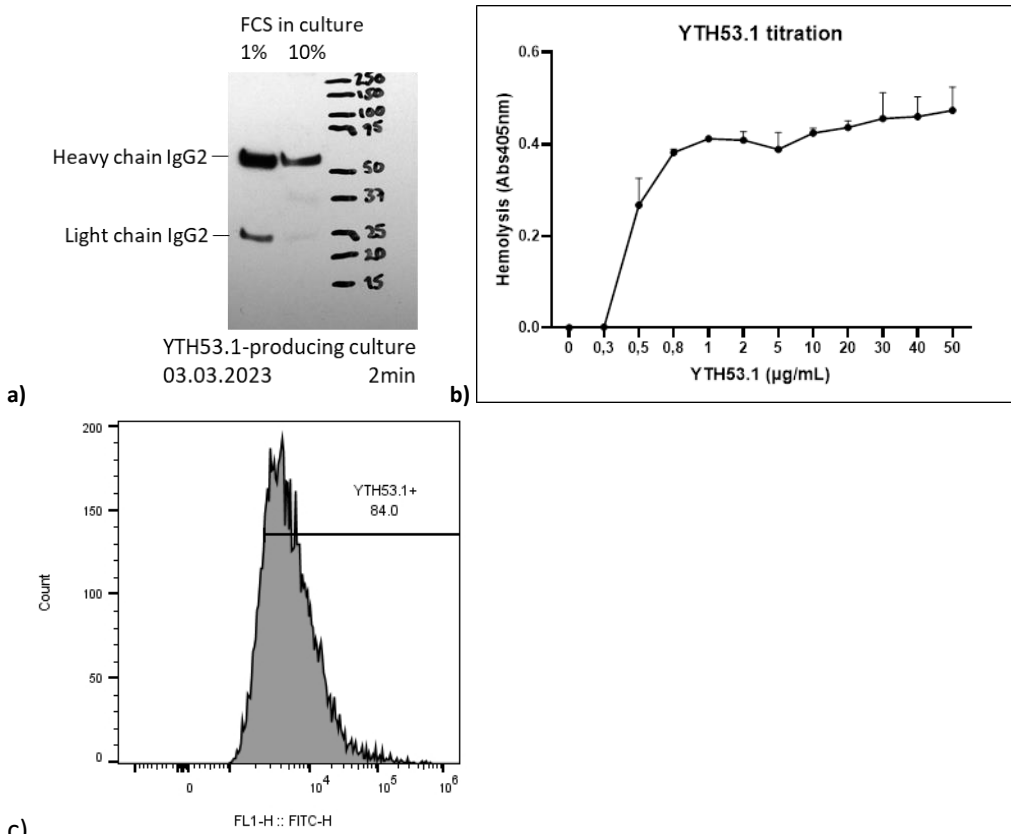 FCS in culture
1% 10%
250
150
100
95
Heavy chain IgG2
50
37
Light chain IgG2
25
20
15
YTH53.1-producing culture
03.03.2023 2min
a)
YTH53.1 titration
0.6
0.4
0.2
0.0
Hemolysis (Abs405nm)
0 0,3 0,5 0,8 1 2 5 10 20 30 40 50
YTH53.1 (µg/mL)
b)
200
150
100
50
0
Count
YTH53.1+
84.0
0 10^4 10^5 10^6
FL1-H :: FITC-H
c)